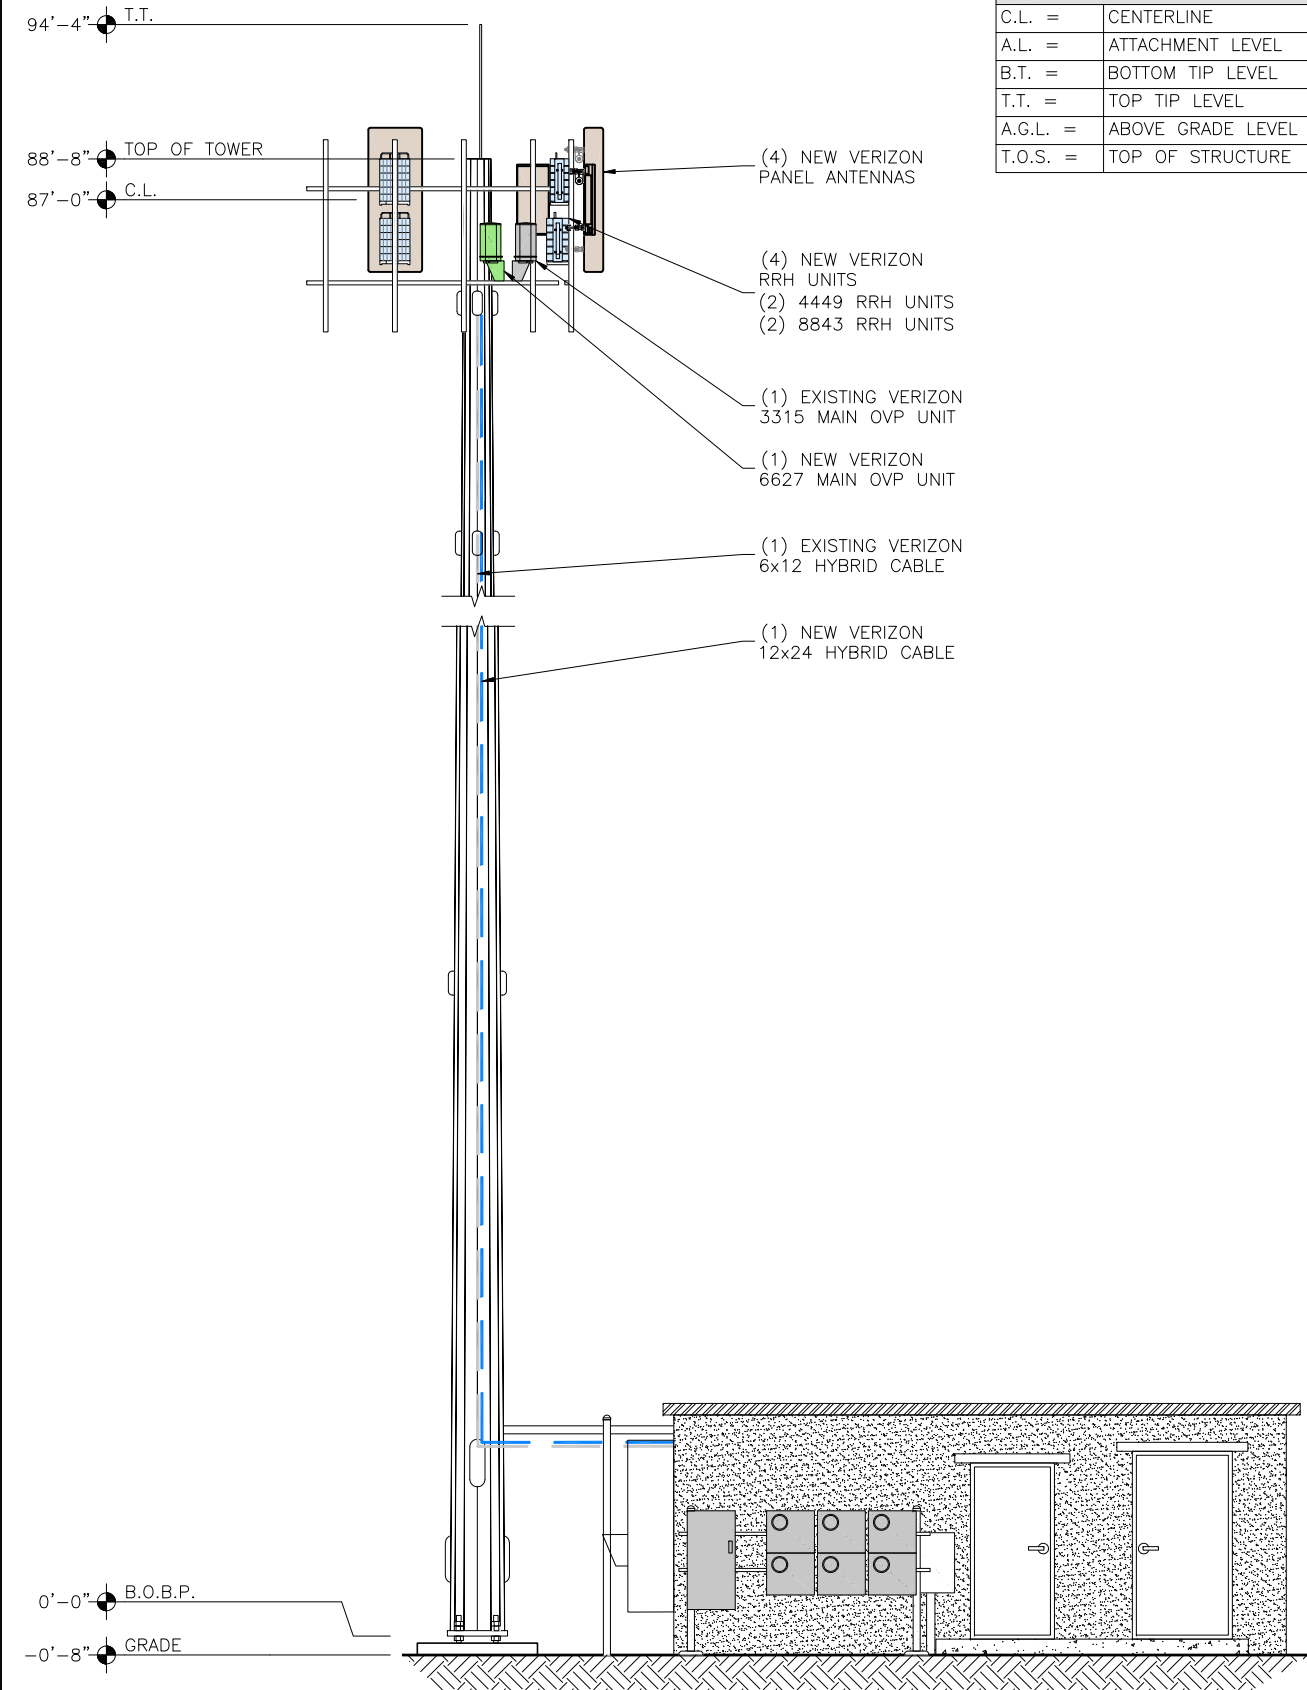 94'-4" T.T.
88'-8" TOP OF TOWER
87'-0" C.L.
C.L. = CENTERLINE
A.L. = ATTACHMENT LEVEL
B.T. = BOTTOM TIP LEVEL
T.T. = TOP TIP LEVEL
A.G.L. = ABOVE GRADE LEVEL
T.O.S. = TOP OF STRUCTURE
(4) NEW VERIZON
PANEL ANTENNAS
(4) NEW VERIZON
RRH UNITS
(2) 4449 RRH UNITS
(2) 8843 RRH UNITS
(1) EXISTING VERIZON
3315 MAIN OVP UNIT
(1) NEW VERIZON
6627 MAIN OVP UNIT
(1) EXISTING VERIZON
6x12 HYBRID CABLE
(1) NEW VERIZON
12x24 HYBRID CABLE
0'-0" B.O.B.P.
-0'-8" GRADE